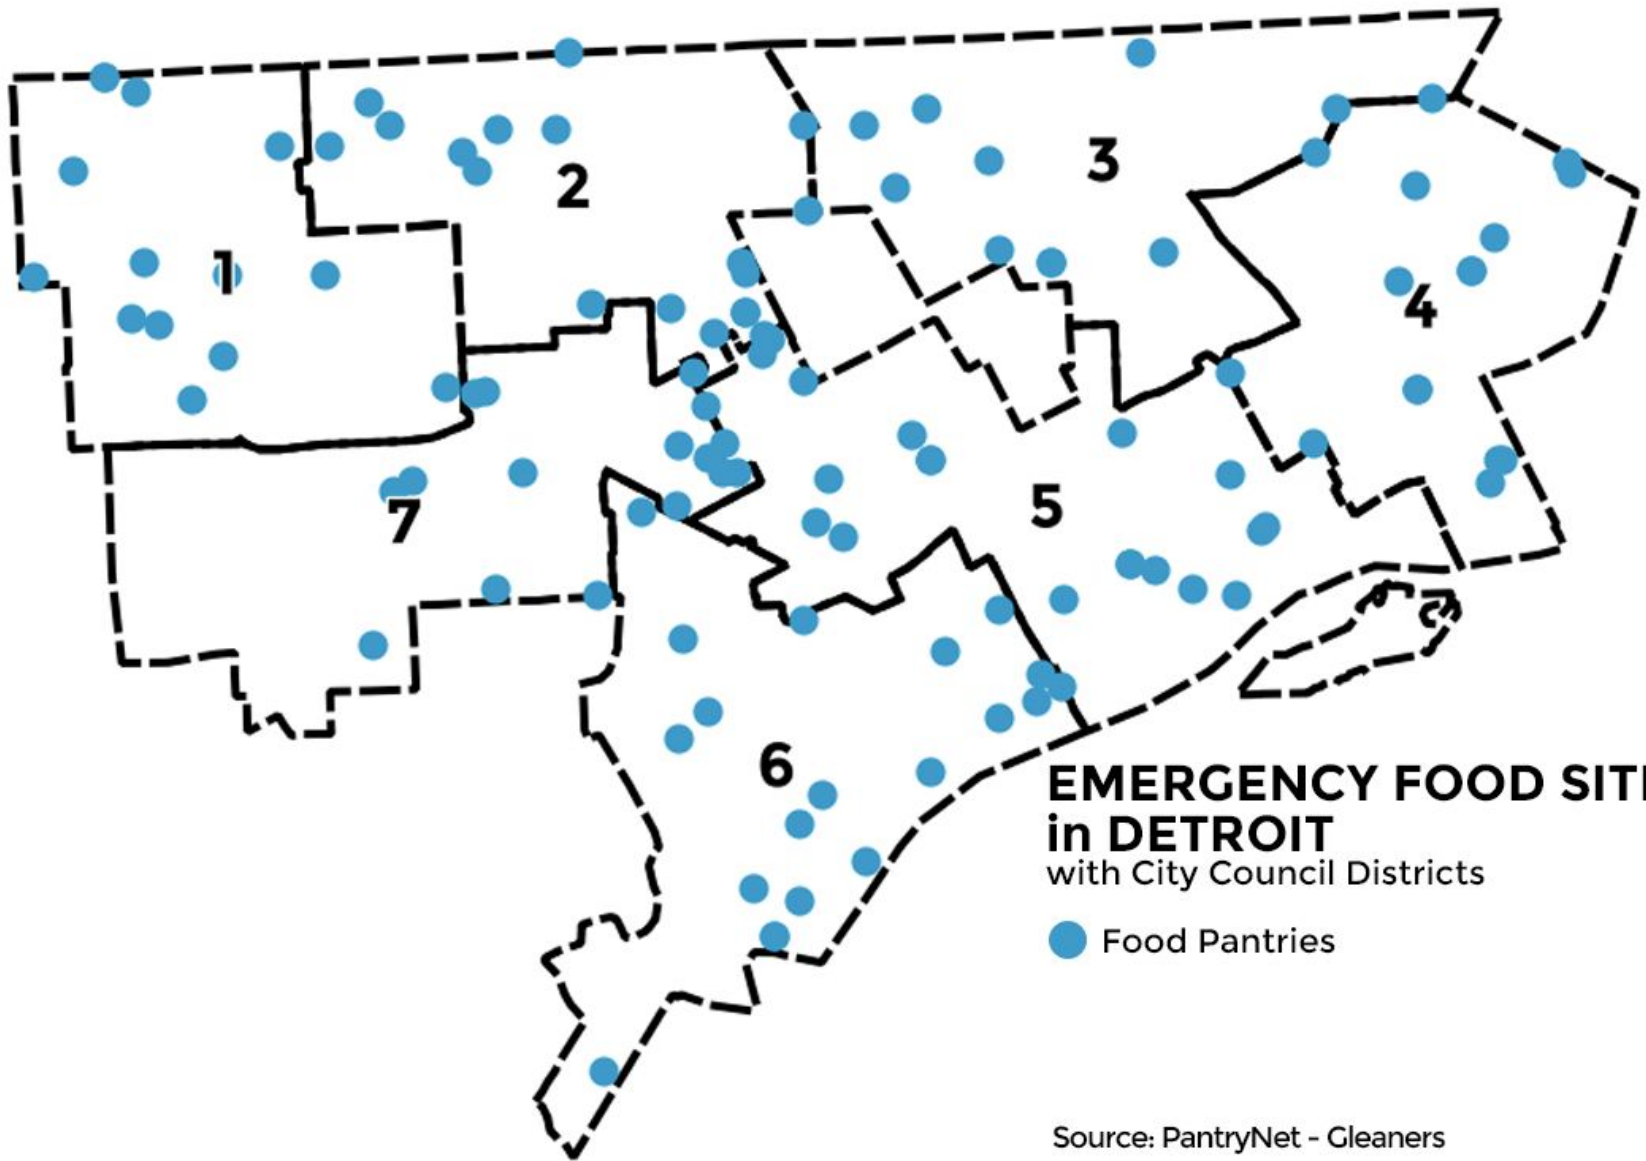 1
2
3
4
5
6
7
EMERGENCY FOOD SIT
in DETROIT
with City Council Districts
Food Pantries
Source: PantryNet - Gleaners